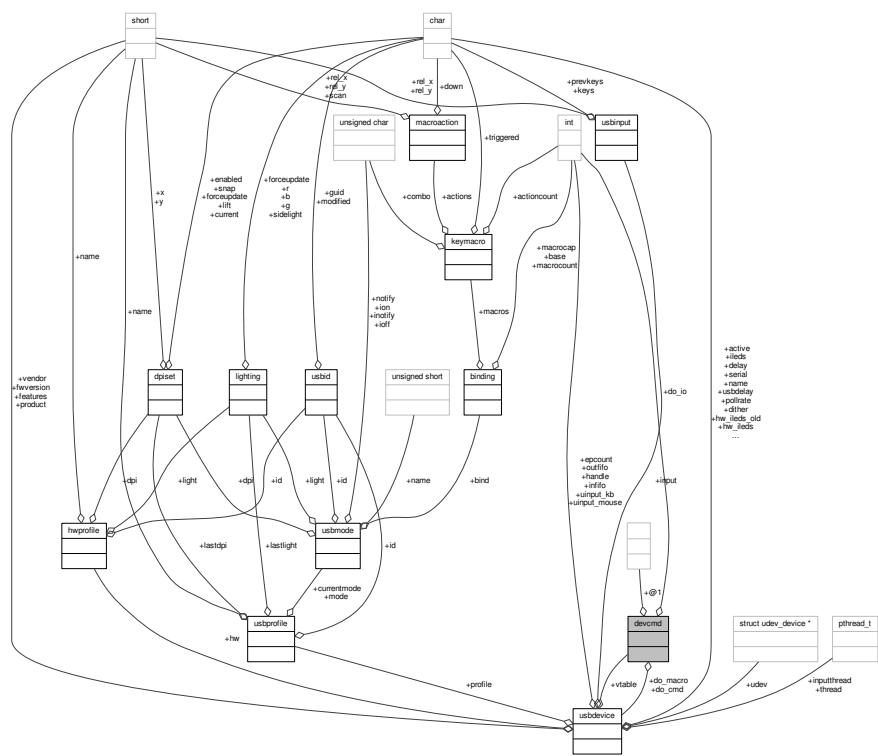 short
char
+rel_x
+rel_y
+scan
+rel_x
+rel_y
+down
+prevkeys
+keys
unsigned char
macroaction
int
usbinput
+triggered
+x
+y
+enabled
+snap
+forceupdate
+lift
+current
+forceupdate
+r
+b
+g
+sidelight
+guid
+modified
+combo
+actions
+actioncount
+name
keymacro
+macrocap
+base
+macrocount
+name
+notify
+ion
+inotify
+ioff
+macros
+vendor
+fwversion
+features
+product
dpiset
lighting
usbid
unsigned short
binding
+do_io
+active
+ileds
+delay
+serial
+name
+usbdelay
+pollrate
+dither
+hw_ileds_old
+hw_ileds
...
+dpi
+light
+dpi
+id
+light
+id
+name
+bind
+epcount
+outfifo
+handle
+infifo
+uinput_kb
+uinput_mouse
+input
hwprofile
usbmode
+lastdpi
+lastlight
+id
+currentmode
+mode
+@1
usbprofile
devcmd
struct udev_device *
pthread_t
+hw
+profile
+vtable
+do_macro
+do_cmd
+udev
+inputthread
+thread
usbdevice